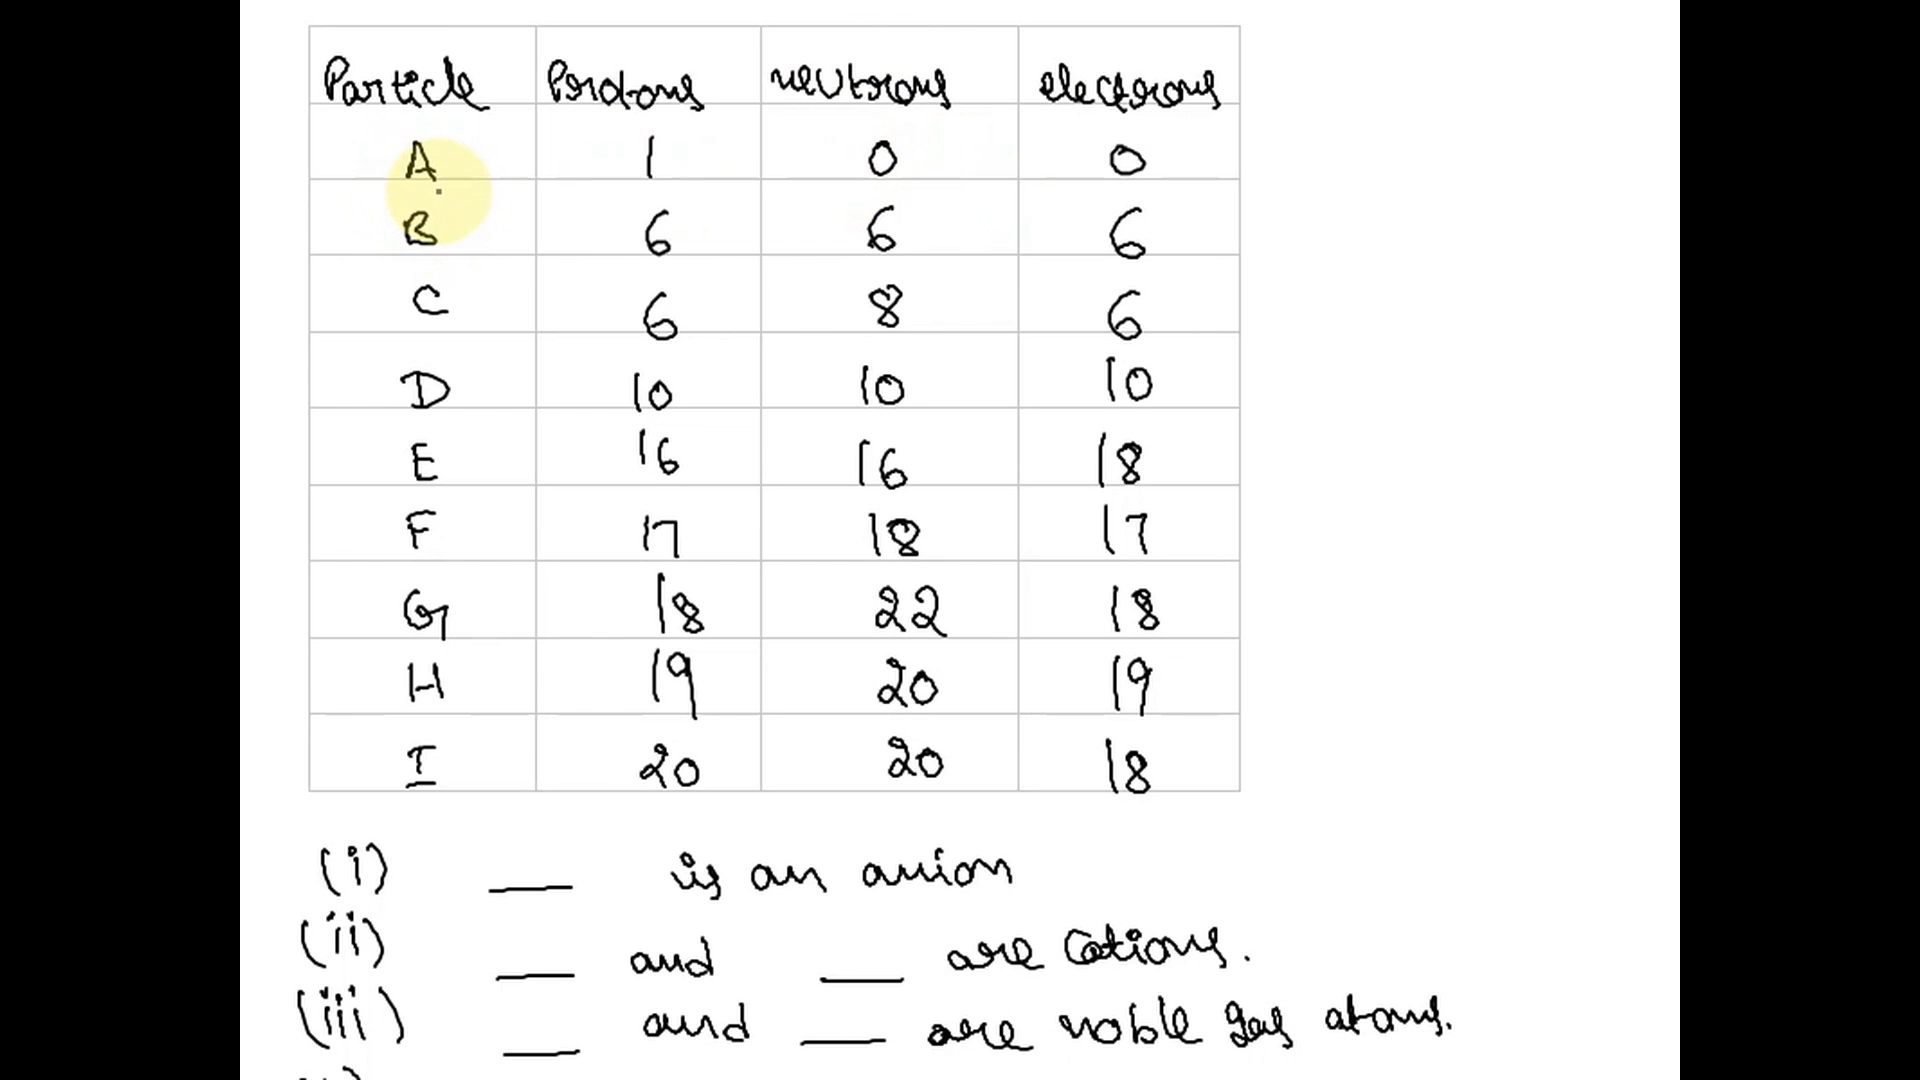 Particle Protons neutrons electrons
A 1 0 0
B 6 6 6
C 6 8 6
D 10 10 10
E 16 16 18
F 17 18 17
G 18 22 18
H 19 20 19
I 20 20 18
(i) ___ is an anion
(ii) ___ and ___ are Cations.
(iii) ___ and ___ are noble gas atoms.